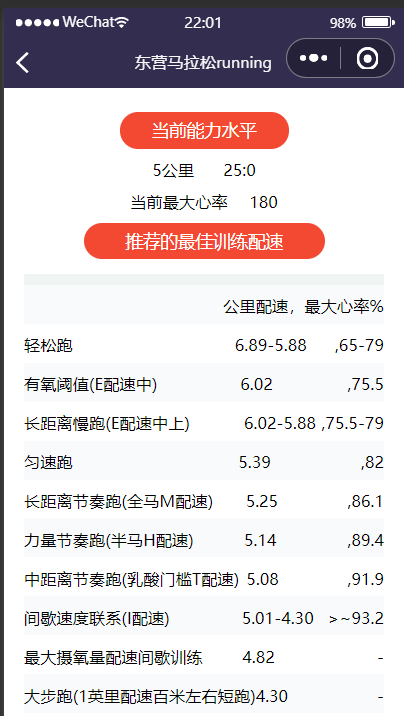 WeChat 22:01 98%
东营马拉松running
当前能力水平
5公里 25:0
当前最大心率 180
推荐的最佳训练配速
公里配速，最大心率%
轻松跑 6.89-5.88 ,65-79
有氧阈值(E配速中) 6.02 ,75.5
长距离慢跑(E配速中上) 6.02-5.88 ,75.5-79
匀速跑 5.39 ,82
长距离节奏跑(全马M配速) 5.25 ,86.1
力量节奏跑(半马H配速) 5.14 ,89.4
中距离节奏跑(乳酸门槛T配速) 5.08 ,91.9
间歇速度联系(I配速) 5.01-4.30 >~93.2
最大摄氧量配速间歇训练 4.82 -
大步跑(1英里配速百米左右短跑)4.30 -